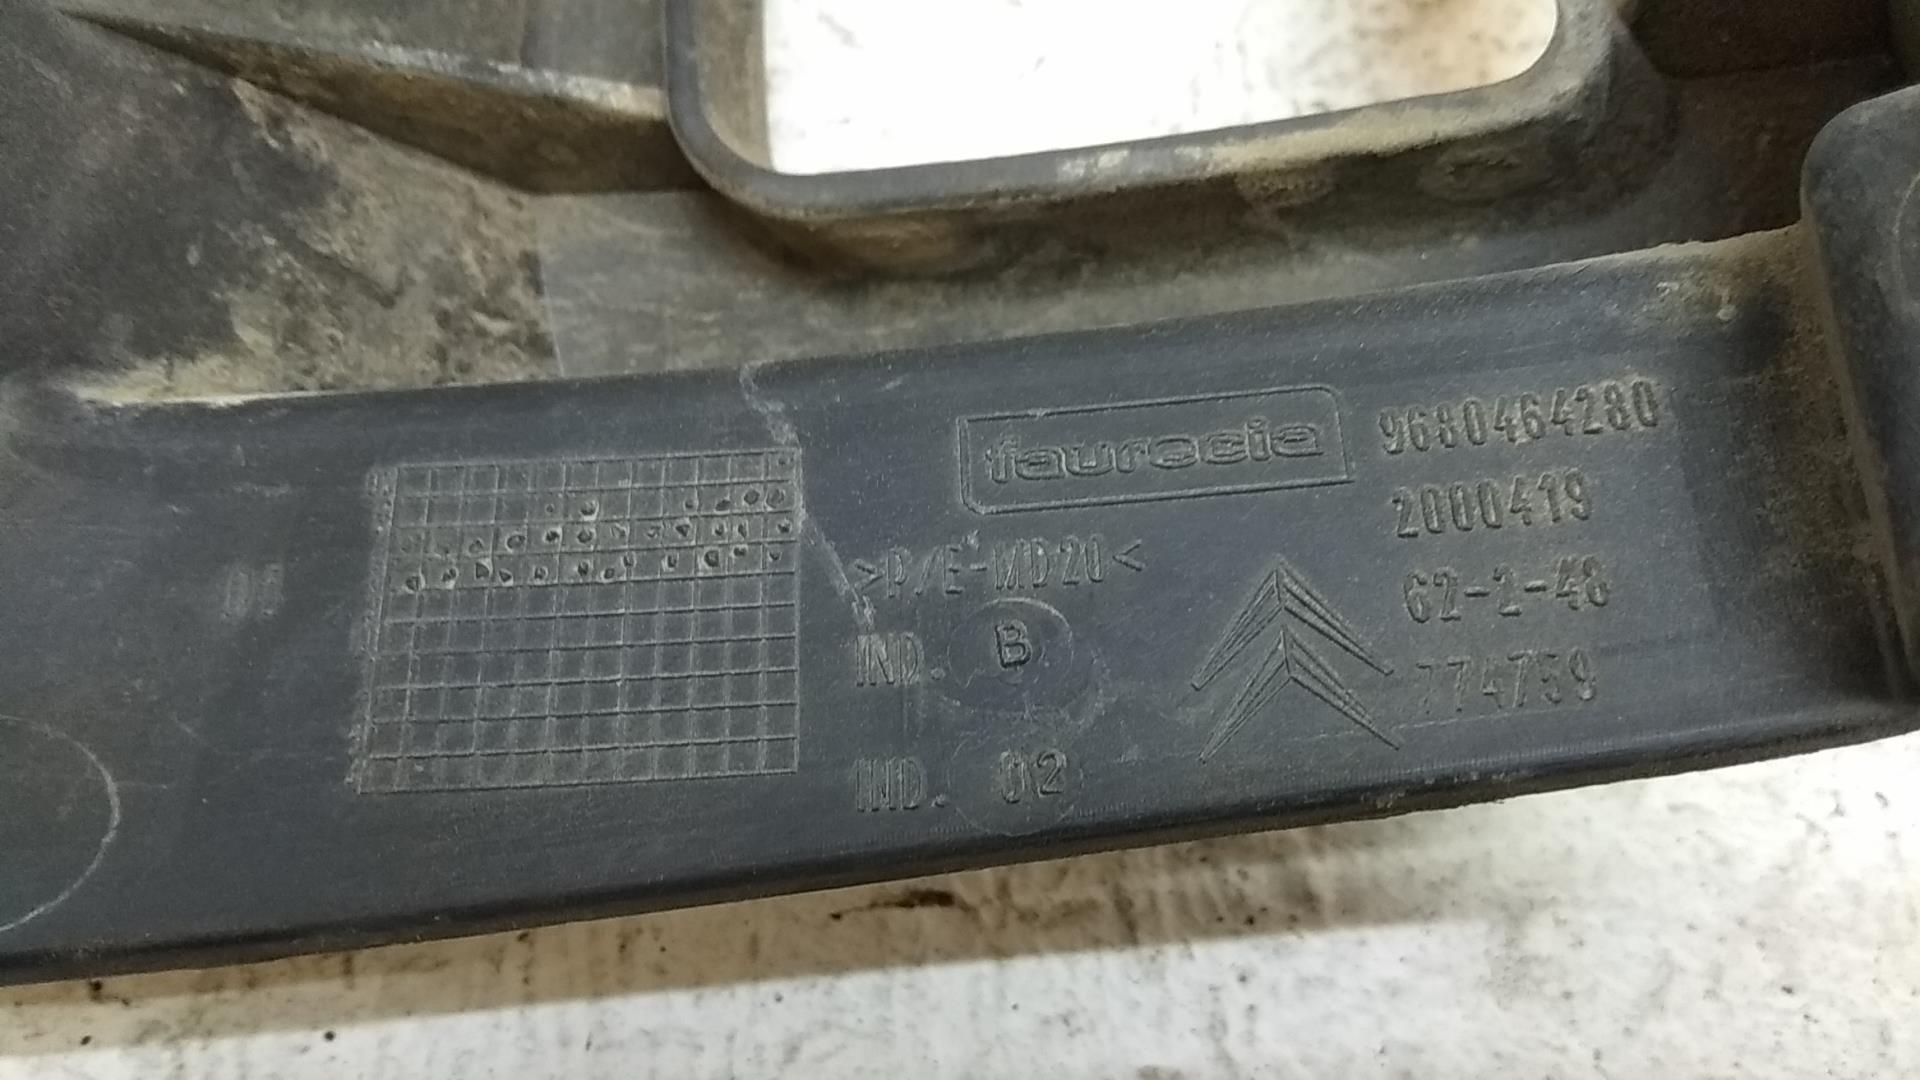 faurecia
9680464280
2000419
62-2-48
774759
>P/E-MD20<
IND. B
IND. 02